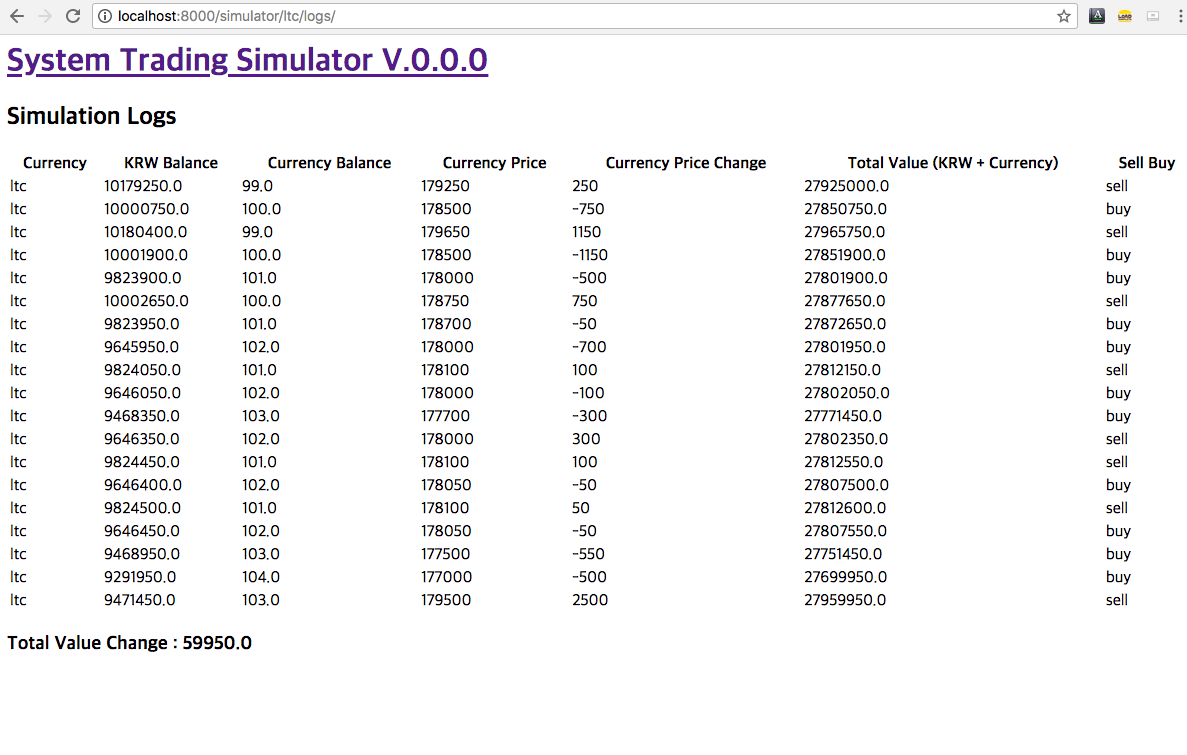 localhost:8000/simulator/ltc/logs/
System Trading Simulator V.0.0.0
Simulation Logs
Currency KRW Balance Currency Balance Currency Price Currency Price Change Total Value (KRW + Currency) Sell Buy
ltc 10179250.0 99.0 179250 250 27925000.0 sell
ltc 10000750.0 100.0 178500 -750 27850750.0 buy
ltc 10180400.0 99.0 179650 1150 27965750.0 sell
ltc 10001900.0 100.0 178500 -1150 27851900.0 buy
ltc 9823900.0 101.0 178000 -500 27801900.0 buy
ltc 10002650.0 100.0 178750 750 27877650.0 sell
ltc 9823950.0 101.0 178700 -50 27872650.0 buy
ltc 9645950.0 102.0 178000 -700 27801950.0 buy
ltc 9824050.0 101.0 178100 100 27812150.0 sell
ltc 9646050.0 102.0 178000 -100 27802050.0 buy
ltc 9468350.0 103.0 177700 -300 27771450.0 buy
ltc 9646350.0 102.0 178000 300 27802350.0 sell
ltc 9824450.0 101.0 178100 100 27812550.0 sell
ltc 9646400.0 102.0 178050 -50 27807500.0 buy
ltc 9824500.0 101.0 178100 50 27812600.0 sell
ltc 9646450.0 102.0 178050 -50 27807550.0 buy
ltc 9468950.0 103.0 177500 -550 27751450.0 buy
ltc 9291950.0 104.0 177000 -500 27699950.0 buy
ltc 9471450.0 103.0 179500 2500 27959950.0 sell
Total Value Change : 59950.0